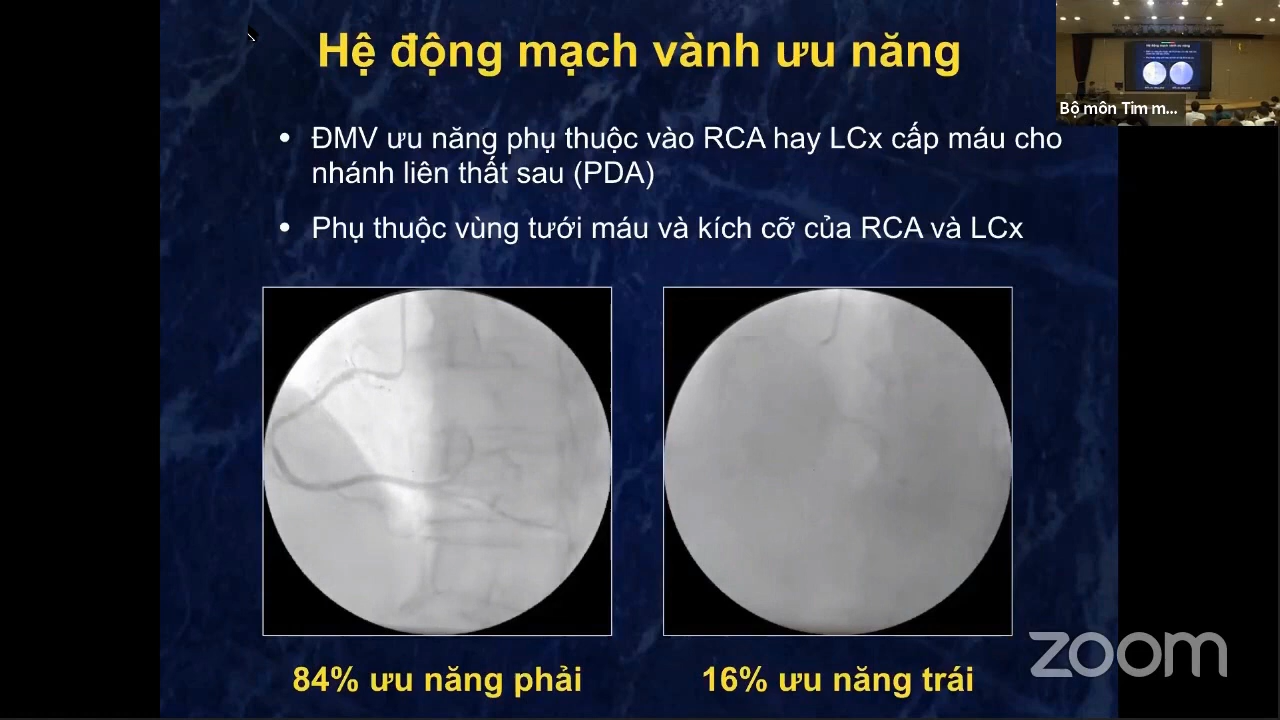 Hệ động mạch vành ưu năng
Bộ môn Tim m...
• ĐMV ưu năng phụ thuộc vào RCA hay LCx cấp máu cho
nhánh liên thất sau (PDA)
• Phụ thuộc vùng tưới máu và kích cỡ của RCA và LCx
84% ưu năng phải
16% ưu năng trái
zoom